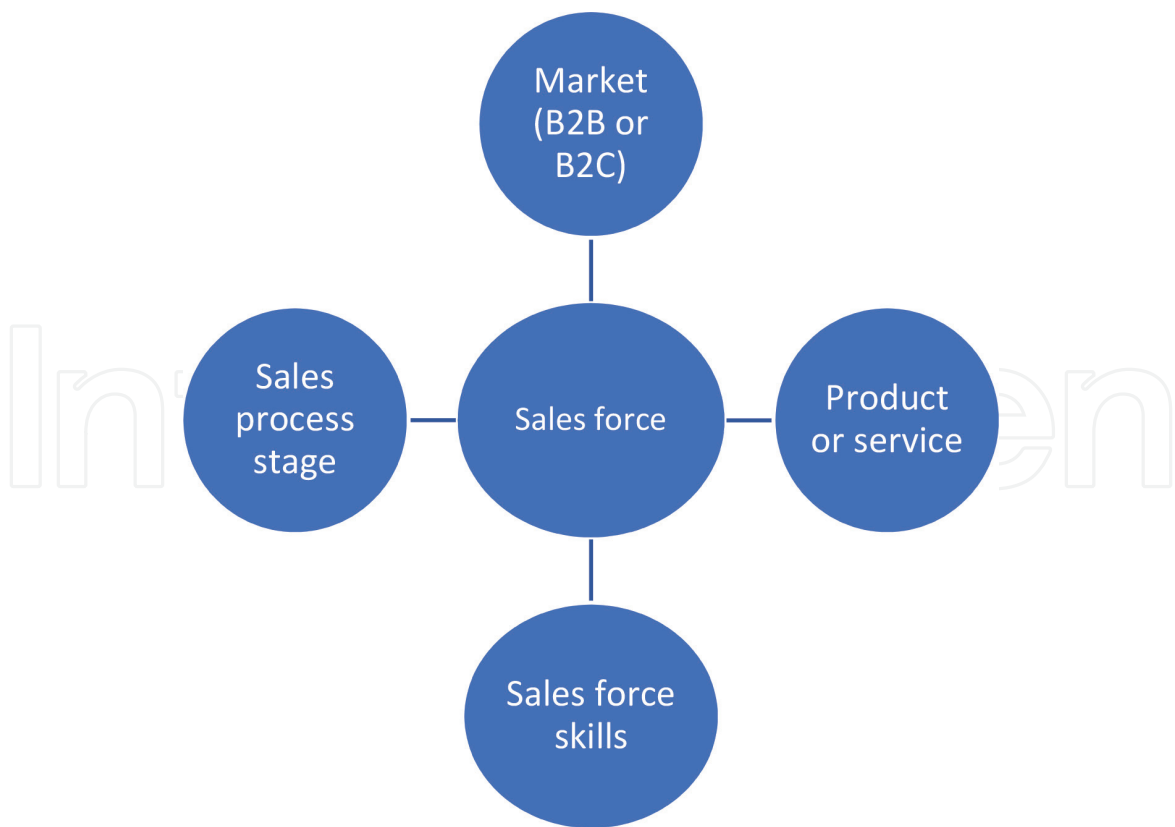 Market
(B2B or
B2C)
Sales
process
stage
Sales force
Product
or service
Sales force
skills